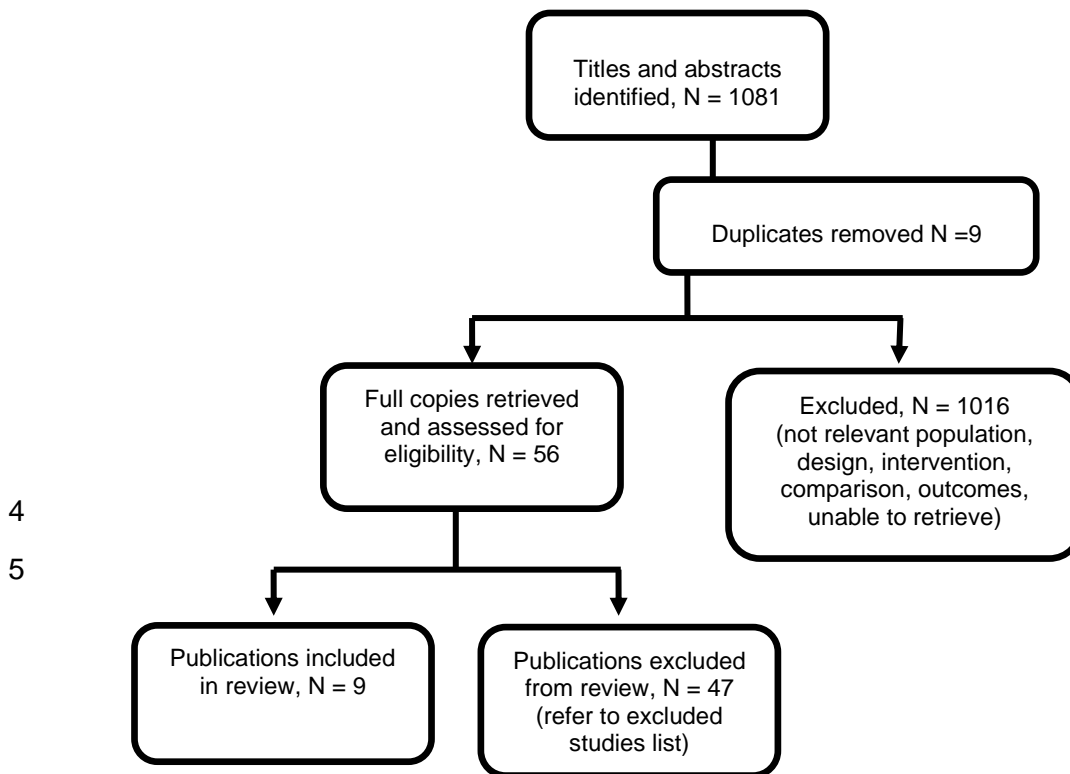 Titles and abstracts
identified, N = 1081
Duplicates removed N =9
Full copies retrieved
and assessed for
eligibility, N = 56
Excluded, N = 1016
(not relevant population,
design, intervention,
comparison, outcomes,
unable to retrieve)
4
5
Publications included
in review, N = 9
Publications excluded
from review, N = 47
(refer to excluded
studies list)